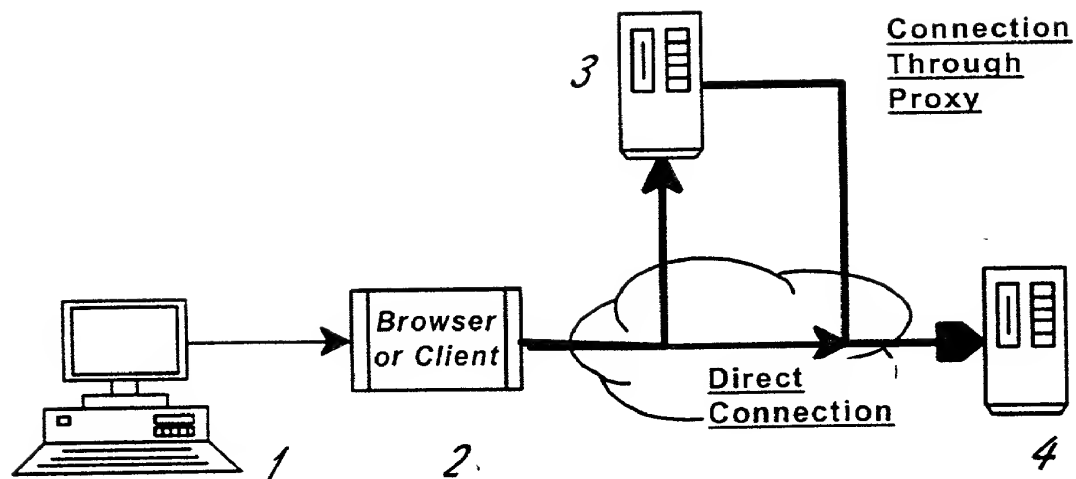 Connection
Through
Proxy
3
Browser
or Client
Direct
Connection
1
2.
4